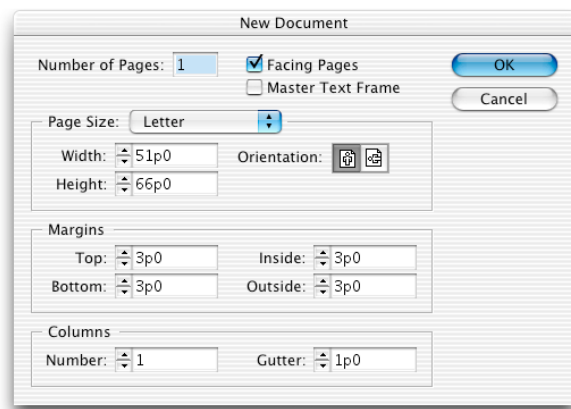 New Document
Number of Pages: 1 Facing Pages OK
Master Text Frame Cancel
Page Size: Letter
Width: 51p0 Orientation:
Height: 66p0
Margins
Top: 3p0 Inside: 3p0
Bottom: 3p0 Outside: 3p0
Columns
Number: 1 Gutter: 1p0